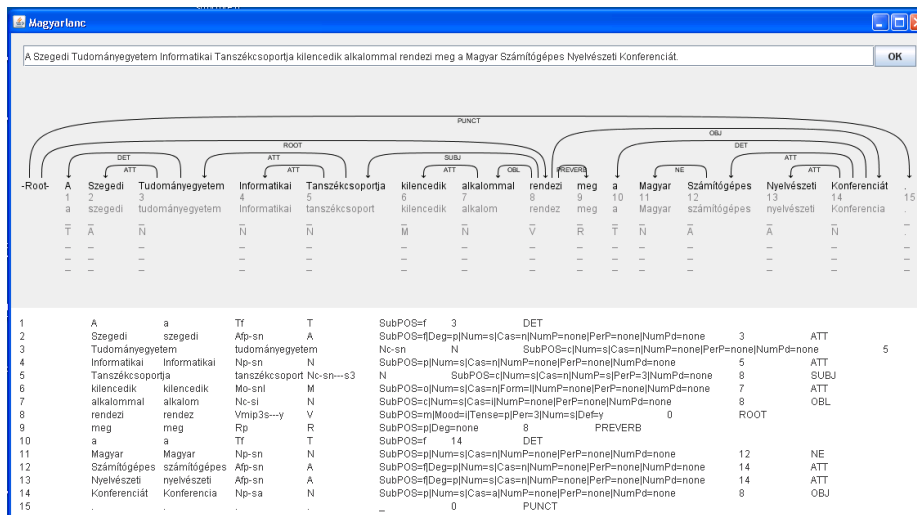 Magyarlanc
A Szegedi Tudományegyetem Informatikai Tanszékcsoportja kilencedik alkalommal rendezi meg a Magyar Számítógépes Nyelvészeti Konferenciát. OK
PUNCT
OBJ
ROOT DET
DET ATT SUBJ ATT
ATT ATT OBL PREVERB NE ATT
-Root- A Szegedi Tudományegyetem Informatikai Tanszékcsoportja kilencedik alkalommal rendezi meg a Magyar Számítógépes Nyelvészeti Konferenciát .
1 2 3 4 5 6 7 8 9 10 11 12 13 14 15
a szegedi tudományegyetem Informatikai tanszékcsoport kilencedik alkalom rendez meg a Magyar számítógépes nyelvészeti Konferencia .
_ _ _ _ _ _ _ _ _ _ _ _ _ _ _
T A N N N M N V R T N A A N .
_ _ _ _ _ _ _ _ _ _ _ _ _ _ _
_ _ _ _ _ _ _ _ _ _ _ _ _ _ _
_ _ _ _ _ _ _ _ _ _ _ _ _ _ _
1 A a Tf T SubPOS=f 3 DET
2 Szegedi szegedi Afp-sn A SubPOS=f|Deg=p|Num=s|Cas=n|NumP=none|PerP=none|NumPd=none 3 ATT
3 Tudományegyetem tudományegyetem Nc-sn N SubPOS=c|Num=s|Cas=n|NumP=none|PerP=none|NumPd=none 5
4 Informatikai Informatikai Np-sn N SubPOS=p|Num=s|Cas=n|NumP=none|PerP=none|NumPd=none 5 ATT
5 Tanszékcsoportja tanszékcsoport Nc-sn---s3 N SubPOS=c|Num=s|Cas=n|NumP=s|PerP=3|NumPd=none 8 SUBJ
6 kilencedik kilencedik Mo-snl M SubPOS=o|Num=s|Cas=n|Form=l|NumP=none|PerP=none|NumPd=none 7 ATT
7 alkalommal alkalom Nc-si N SubPOS=c|Num=s|Cas=i|NumP=none|PerP=none|NumPd=none 8 OBL
8 rendezi rendez Vmip3s---y V SubPOS=m|Mood=i|Tense=p|Per=3|Num=s|Def=y 0 ROOT
9 meg meg Rp R SubPOS=p|Deg=none 8 PREVERB
10 a a Tf T SubPOS=f 14 DET
11 Magyar Magyar Np-sn N SubPOS=p|Num=s|Cas=n|NumP=none|PerP=none|NumPd=none 12 NE
12 Számítógépes számítógépes Afp-sn A SubPOS=f|Deg=p|Num=s|Cas=n|NumP=none|PerP=none|NumPd=none 14 ATT
13 Nyelvészeti nyelvészeti Afp-sn A SubPOS=f|Deg=p|Num=s|Cas=n|NumP=none|PerP=none|NumPd=none 14 ATT
14 Konferenciát Konferencia Np-sa N SubPOS=p|Num=s|Cas=a|NumP=none|PerP=none|NumPd=none 8 OBJ
15 . . . . _ 0 PUNCT